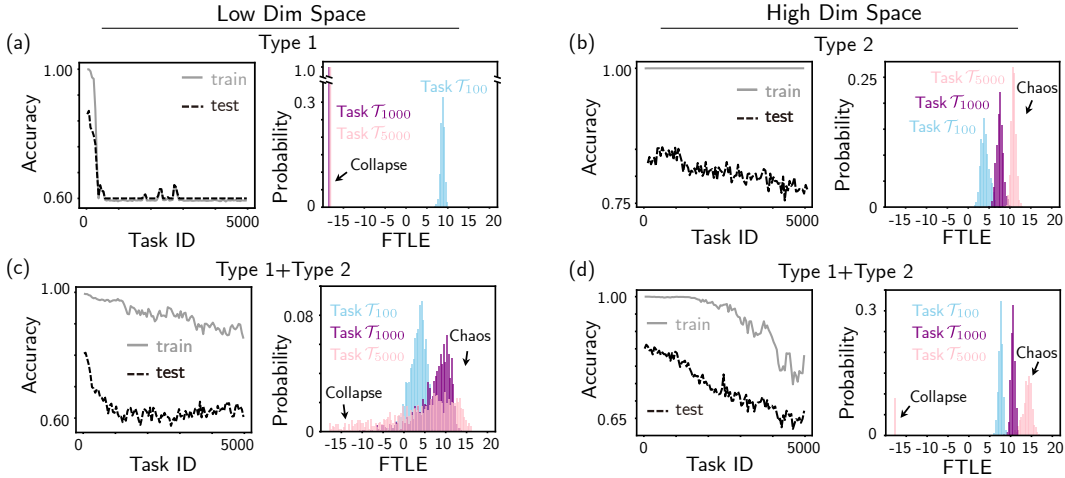 Low Dim Space
High Dim Space
(a)
Type 1
1.00
train
test
0.60
0
5000
Accuracy
Task ID
1.0
Task T100
0.3
Task T1000
Task T5000
Collapse
0
Probability
-15 -10 -5 0 5 10 15 20
FTLE
(b)
Type 2
1.00
train
test
0.75
0
5000
Accuracy
Task ID
0.25
Task T5000
Task T1000
Task T100
Chaos
0
Probability
-15 -10 -5 0 5 10 15 20
FTLE
(c)
Type 1+Type 2
1.00
train
test
0.60
0
5000
Accuracy
Task ID
0.08
Task T100
Task T1000
Task T5000
Chaos
Collapse
0
Probability
-15 -10 -5 0 5 10 15 20
FTLE
(d)
Type 1+Type 2
1.00
train
test
0.65
0
5000
Accuracy
Task ID
0.3
Task T100
Task T1000
Task T5000
Chaos
Collapse
0
Probability
-15 -10 -5 0 5 10 15 20
FTLE